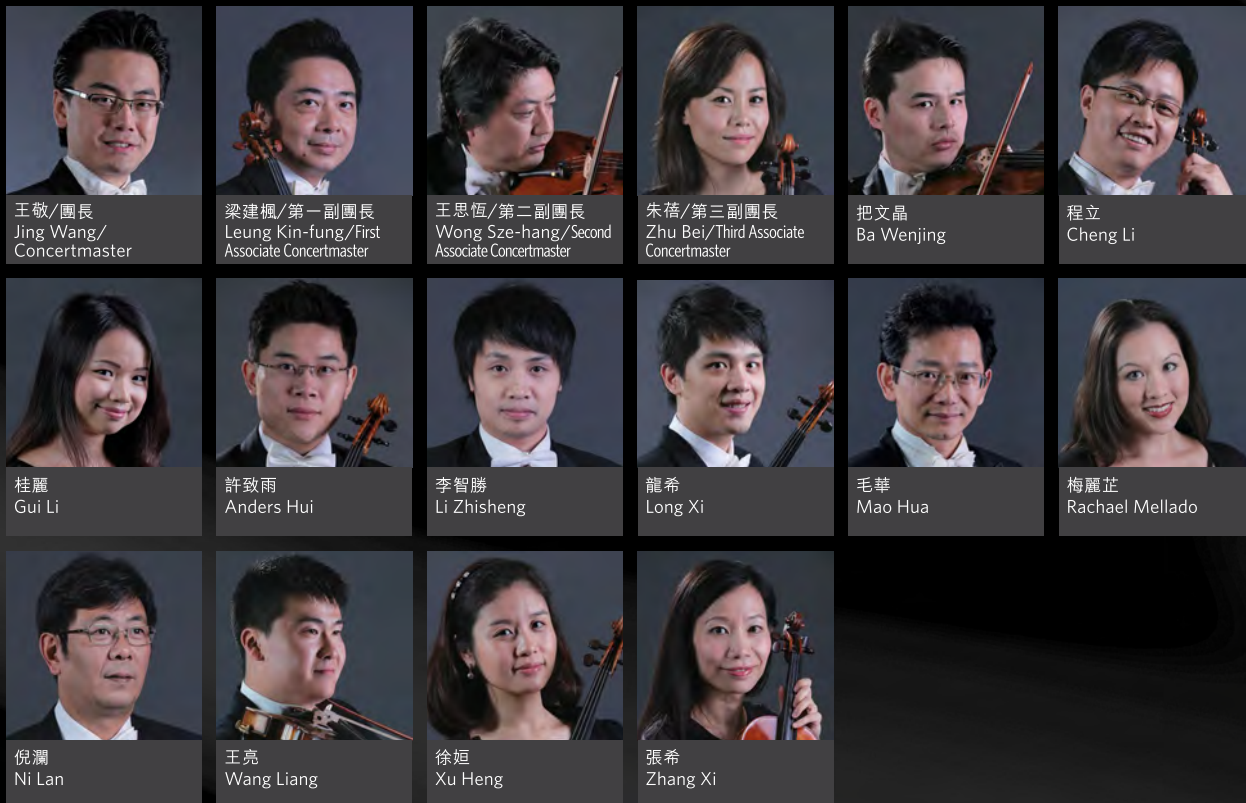 王敬/團長
Jing Wang/
Concertmaster
梁建楓/第一副團長
Leung Kin-fung/First
Associate Concertmaster
王思恆/第二副團長
Wong Sze-hang/Second
Associate Concertmaster
朱蓓/第三副團長
Zhu Bei/Third Associate
Concertmaster
把文晶
Ba Wenjing
程立
Cheng Li
桂麗
Gui Li
許致雨
Anders Hui
李智勝
Li Zhisheng
龍希
Long Xi
毛華
Mao Hua
梅麗芷
Rachael Mellado
倪瀾
Ni Lan
王亮
Wang Liang
徐姮
Xu Heng
張希
Zhang Xi